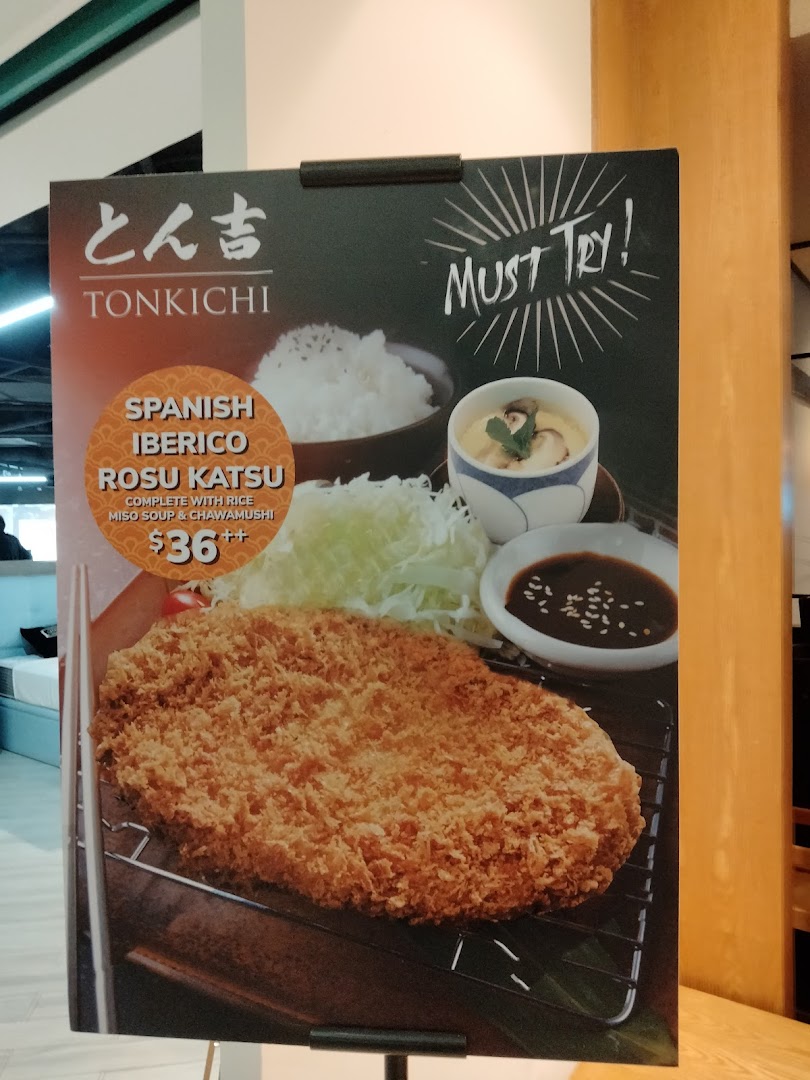 とん吉
TONKICHI
MUST TRY!
SPANISH
IBERICO
ROSU KATSU
COMPLETE WITH RICE
MISO SOUP & CHAWAMUSHI
$36++